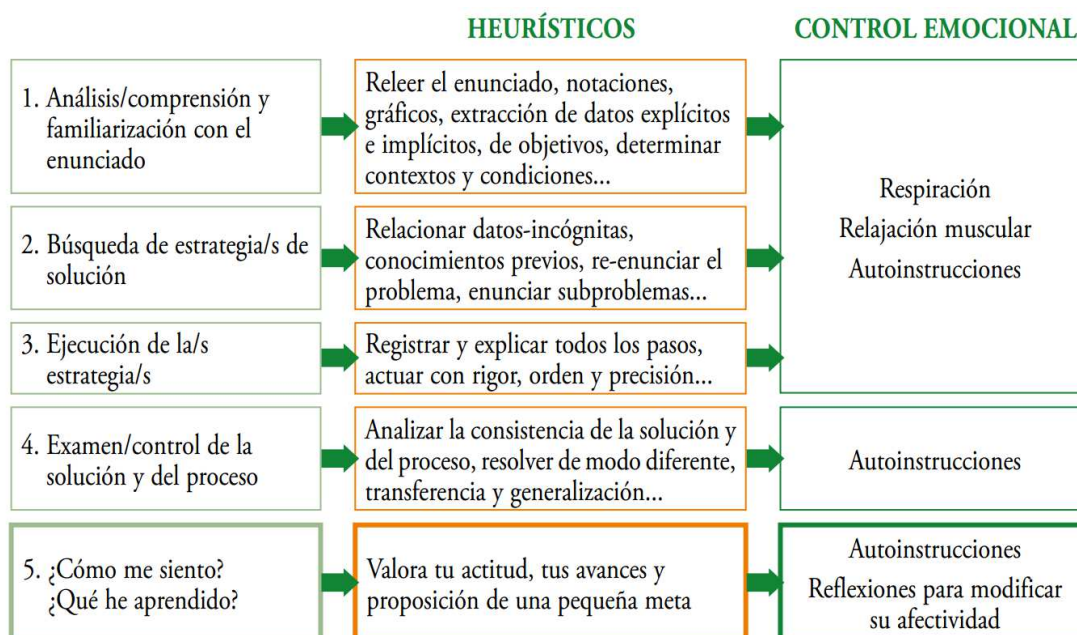 HEURÍSTICOS
CONTROL EMOCIONAL
1. Análisis/comprensión y
familiarización con el
enunciado
Releer el enunciado, notaciones,
gráficos, extracción de datos explícitos
e implícitos, de objetivos, determinar
contextos y condiciones...
Respiración
Relajación muscular
Autoinstrucciones
2. Búsqueda de estrategia/s de
solución
Relacionar datos-incógnitas,
conocimientos previos, re-enunciar el
problema, enunciar subproblemas...
3. Ejecución de la/s
estrategia/s
Registrar y explicar todos los pasos,
actuar con rigor, orden y precisión...
4. Examen/control de la
solución y del proceso
Analizar la consistencia de la solución y
del proceso, resolver de modo diferente,
transferencia y generalización...
Autoinstrucciones
5. ¿Cómo me siento?
¿Qué he aprendido?
Valora tu actitud, tus avances y
proposición de una pequeña meta
Autoinstrucciones
Reflexiones para modificar
su afectividad